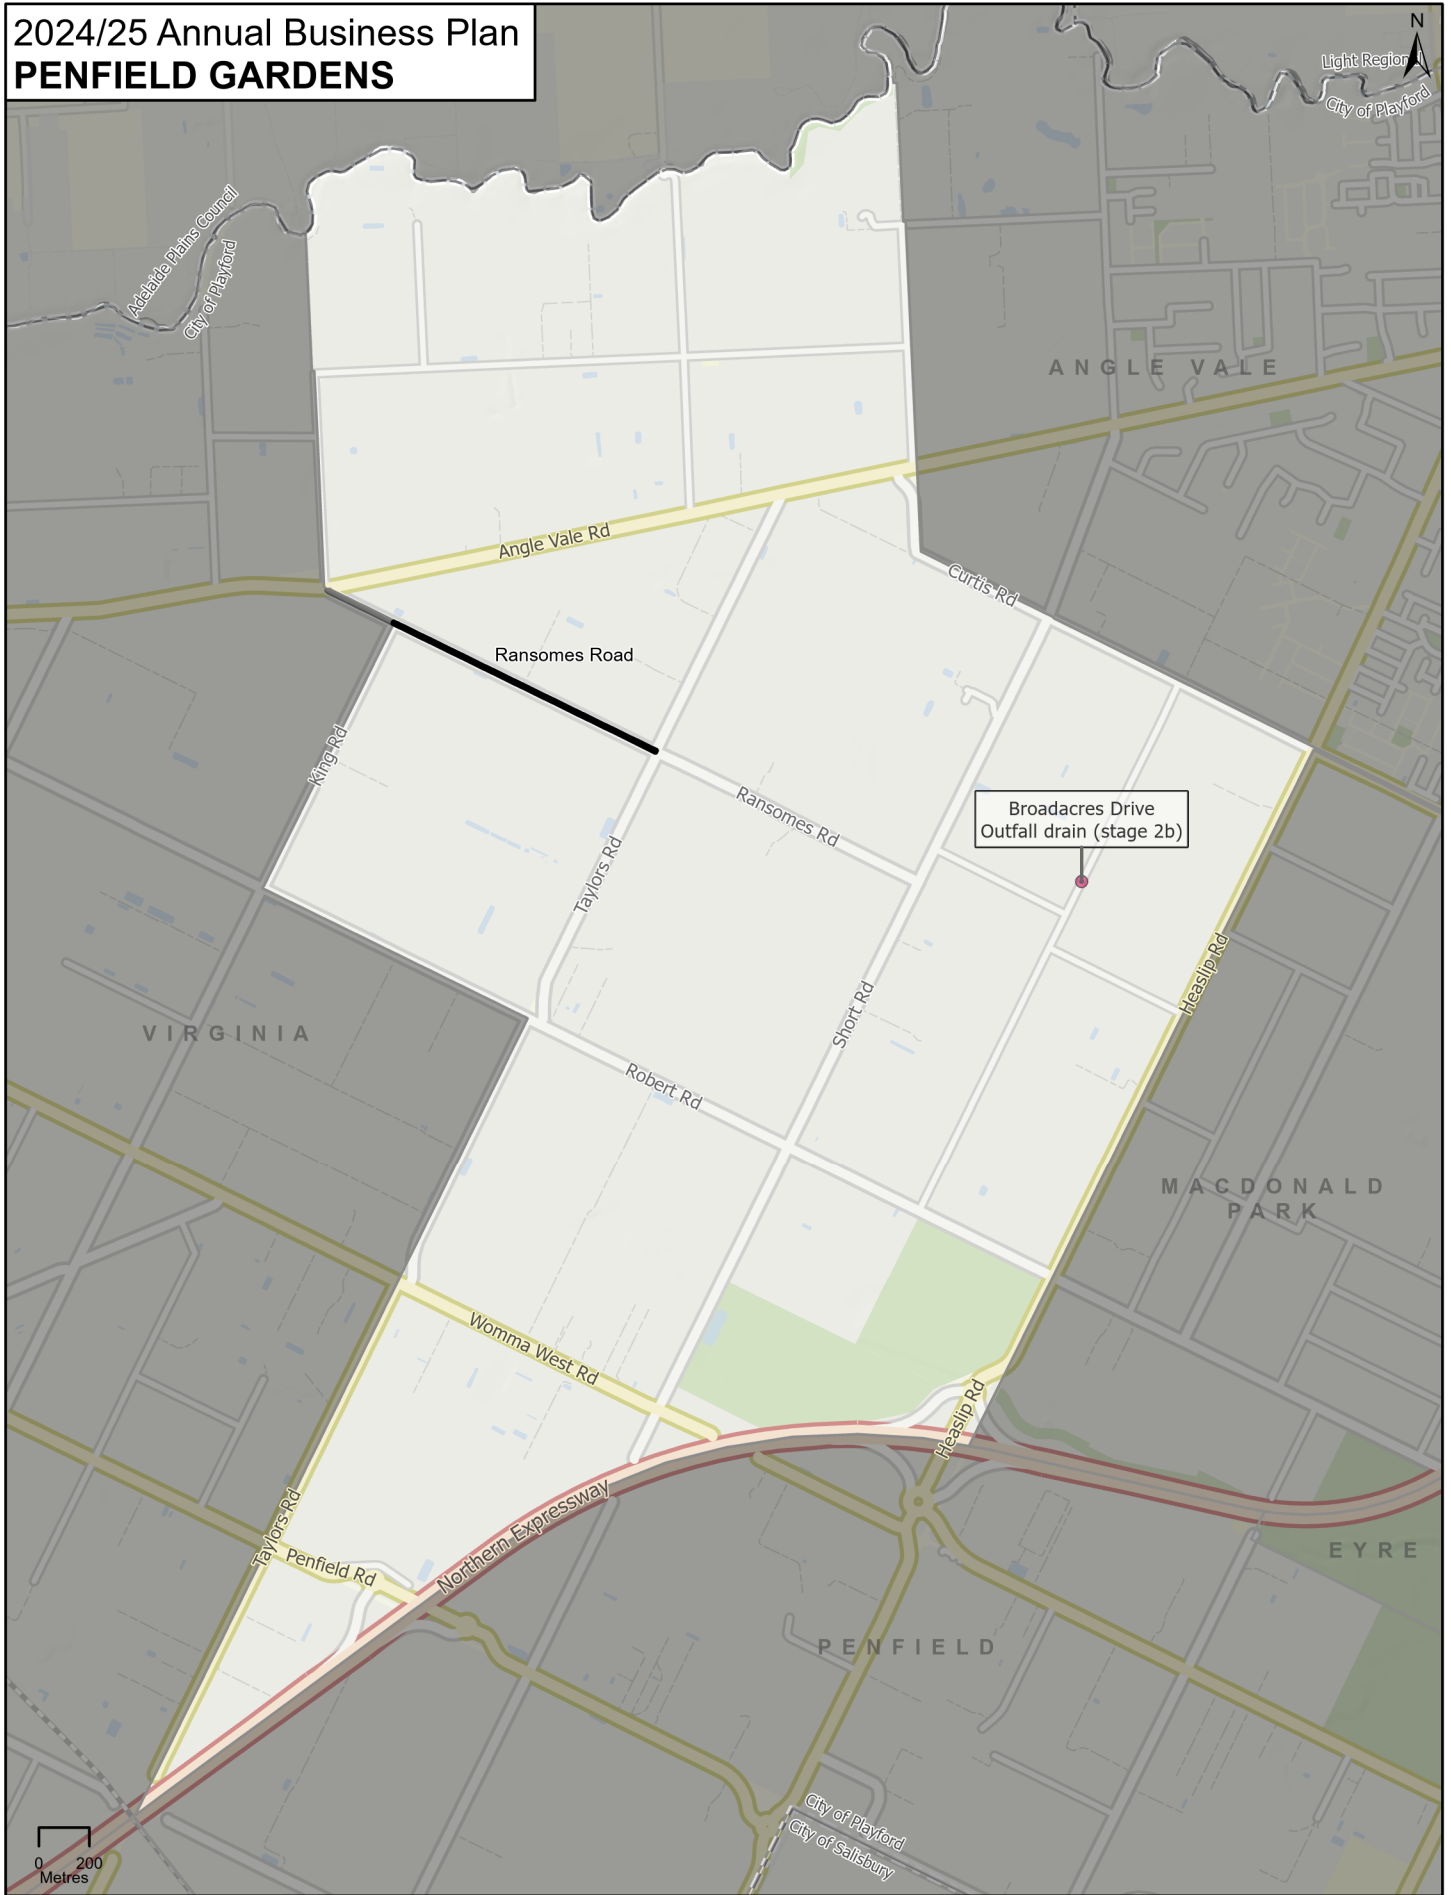 2024/25 Annual Business Plan
PENFIELD GARDENS
N
Light Regional
City of Playford
Adelaide Plains Council
City of Playford
ANGLE VALE
Angle Vale Rd
Curtis Rd
Ransomes Road
King Rd
Ransomes Rd
Broadacres Drive
Outfall drain (stage 2b)
Taylors Rd
Heaslip Rd
Short Rd
VIRGINIA
Robert Rd
MACDONALD
PARK
Womma West Rd
Heaslip Rd
Northern Expressway
Taylors Rd
Penfield Rd
EYRE
PENFIELD
City of Playford
City of Salisbury
0 200
Metres